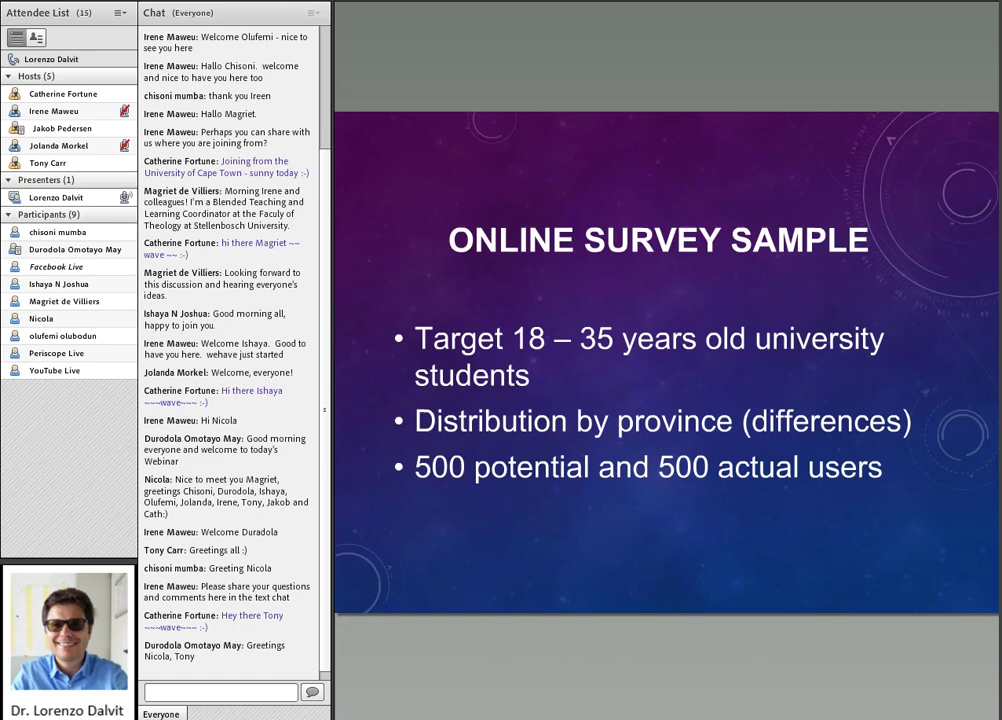 Attendee List (15)
Lorenzo Dalvit
Hosts (5)
Catherine Fortune
Irene Maweu
Jakob Pedersen
Jolanda Morkel
Tony Carr
Presenters (1)
Lorenzo Dalvit
Participants (9)
chisoni mumba
Durodola Omotayo May
Facebook Live
Ishaya N Joshua
Magriet de Villiers
Nicola
olufemi olubodun
Periscope Live
YouTube Live
Dr. Lorenzo Dalvit
Chat (Everyone)
Irene Maweu: Welcome Olufemi - nice to
see you here
Irene Maweu: Hallo Chisoni. welcome
and nice to have you here too
chisoni mumba: thank you Ireen
Irene Maweu: Hallo Magriet.
Irene Maweu: Perhaps you can share with
us where you are joining from?
Catherine Fortune: Joining from the
University of Cape Town - sunny today :-)
Magriet de Villiers: Morning Irene and
colleagues! I'm a Blended Teaching and
Learning Coordinator at the Faculy of
Theology at Stellenbosch University.
Catherine Fortune: hi there Magriet ~~
wave ~~ :-)
Magriet de Villiers: Looking forward to
this discussion and hearing everyone's
ideas.
Ishaya N Joshua: Good morning all,
happy to join you.
Irene Maweu: Welcome Ishaya. Good to
have you here. wehave just started
Jolanda Morkel: Welcome, everyone!
Catherine Fortune: Hi there Ishaya
~~~wave~~~ :-)
Irene Maweu: Hi Nicola
Durodola Omotayo May: Good morning
everyone and welcome to today's
Webinar
Nicola: Nice to meet you Magriet,
greetings Chisoni, Durodola, Ishaya,
Olufemi, Jolanda, Irene, Tony, Jakob and
Cath:)
Irene Maweu: Welcome Duradola
Tony Carr: Greetings all :)
chisoni mumba: Greeting Nicola
Irene Maweu: Please share your questions
and comments here in the text chat
Catherine Fortune: Hey there Tony
~~~wave~~~ :-)
Durodola Omotayo May: Greetings
Nicola, Tony
Everyone
ONLINE SURVEY SAMPLE
• Target 18 – 35 years old university
students
• Distribution by province (differences)
• 500 potential and 500 actual users